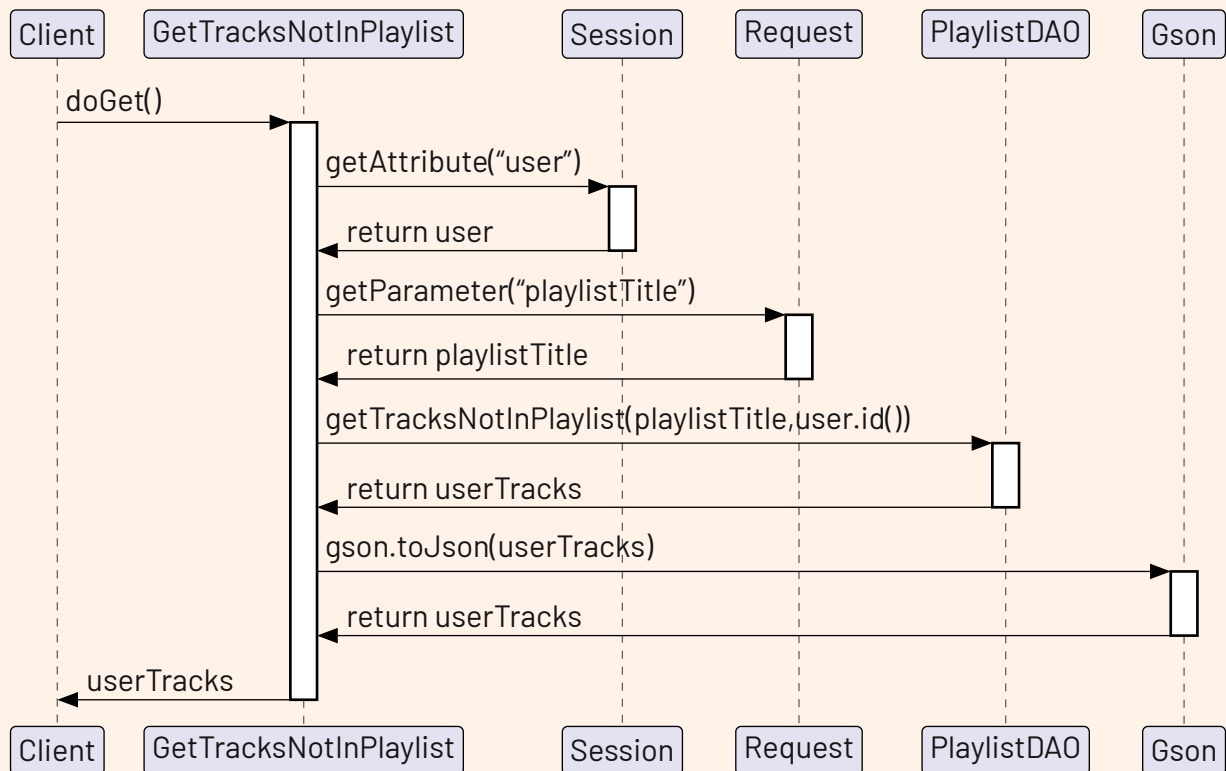 Client GetTracksNotInPlaylist Session Request PlaylistDAO Gson
doGet()
getAttribute(“user”)
return user
getParameter(“playlistTitle”)
return playlistTitle
getTracksNotInPlaylist(playlistTitle,user.id())
return userTracks
gson.toJson(userTracks)
return userTracks
userTracks
Client GetTracksNotInPlaylist Session Request PlaylistDAO Gson